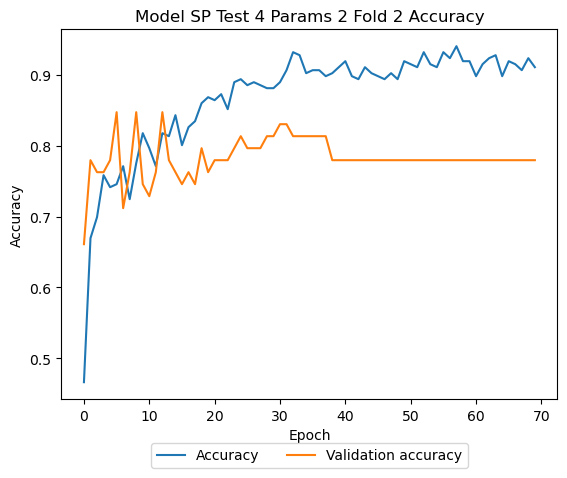 Model SP Test 4 Params 2 Fold 2 Accuracy
Accuracy
0.9
0.8
0.7
0.6
0.5
0 10 20 30 40 50 60 70
Epoch
Accuracy Validation accuracy